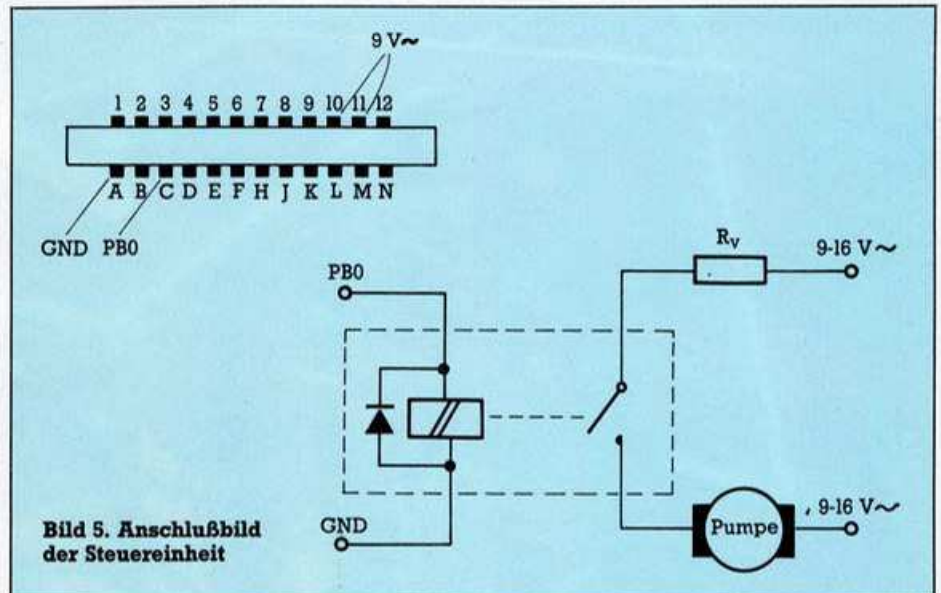 9 V~
1 2 3 4 5 6 7 8 9 10 11 12
A B C D E F H J K L M N
GND PB0
R_V
9-16 V~
PB0
GND
Pumpe
9-16 V~
Bild 5. Anschlußbild
der Steuereinheit